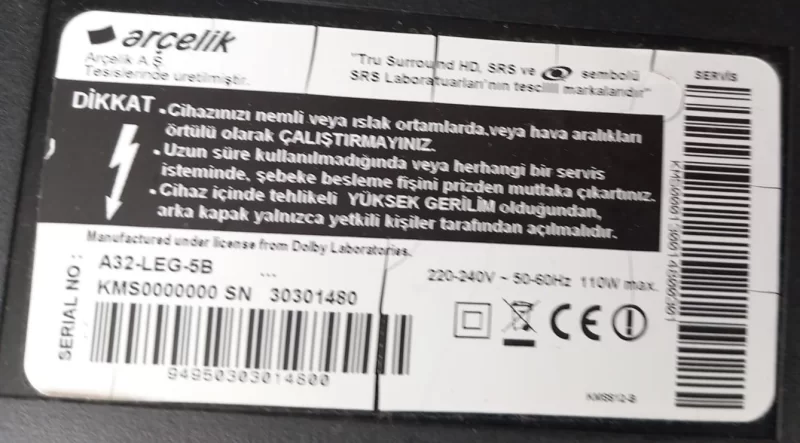 arçelik
Arçelik A.Ş.
Tesislerinde üretilmiştir.
"Tru Surround HD, SRS ve sembolü
SRS Laboratuarları'nın tescilli markalarıdır"
SERVİS
DİKKAT
• Cihazınızı nemli veya ıslak ortamlarda,veya hava aralıkları
örtülü olarak ÇALIŞTIRMAYINIZ.
• Uzun süre kullanılmadığında veya herhangi bir servis
isteminde, şebeke besleme fişini prizden mutlaka çıkartınız.
• Cihaz içinde tehlikeli YÜKSEK GERİLİM olduğundan,
arka kapak yalnızca yetkili kişiler tarafından açılmalıdır.
Manufactured under license from Dolby Laboratories.
SERIAL NO :
A32-LEG-5B ...
KMS0000000 SN 30301480
94950303014800
220-240V ~ 50-60Hz 110W max.
CE
KMS812-B